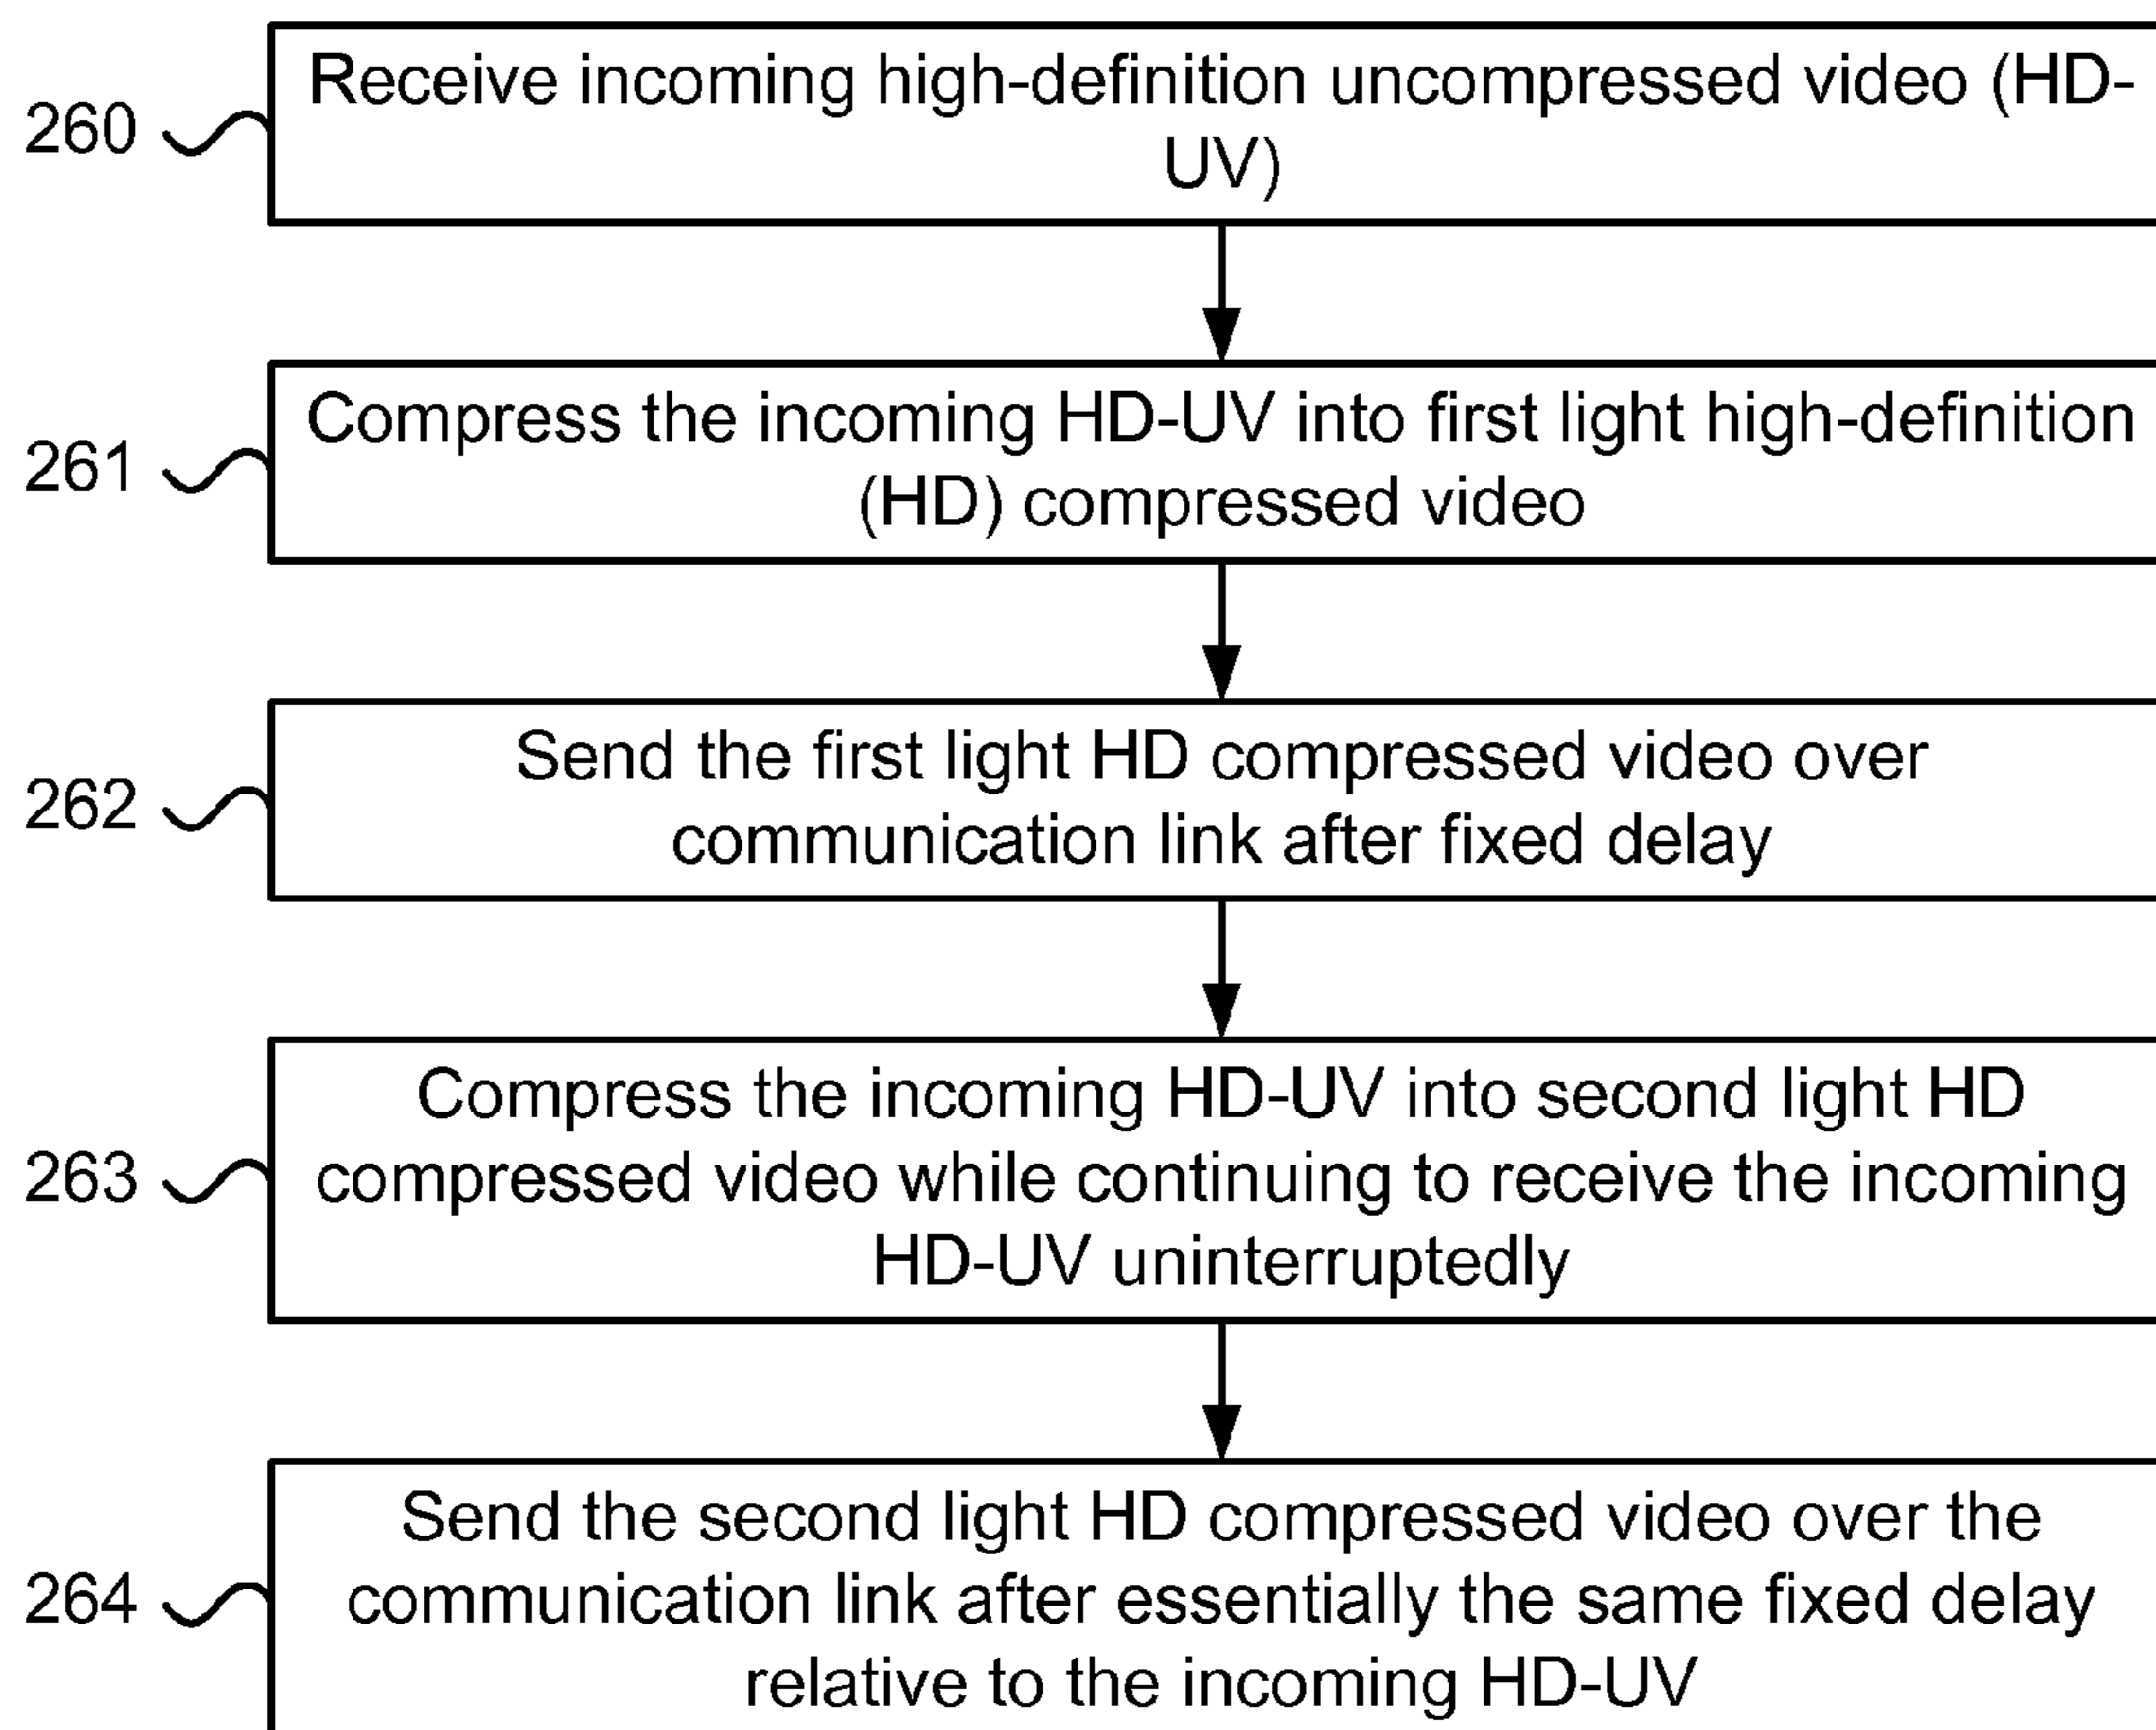 260
Receive incoming high-definition uncompressed video (HD-
UV)
261
Compress the incoming HD-UV into first light high-definition
(HD) compressed video
262
Send the first light HD compressed video over
communication link after fixed delay
263
Compress the incoming HD-UV into second light HD
compressed video while continuing to receive the incoming
HD-UV uninterruptedly
264
Send the second light HD compressed video over the
communication link after essentially the same fixed delay
relative to the incoming HD-UV